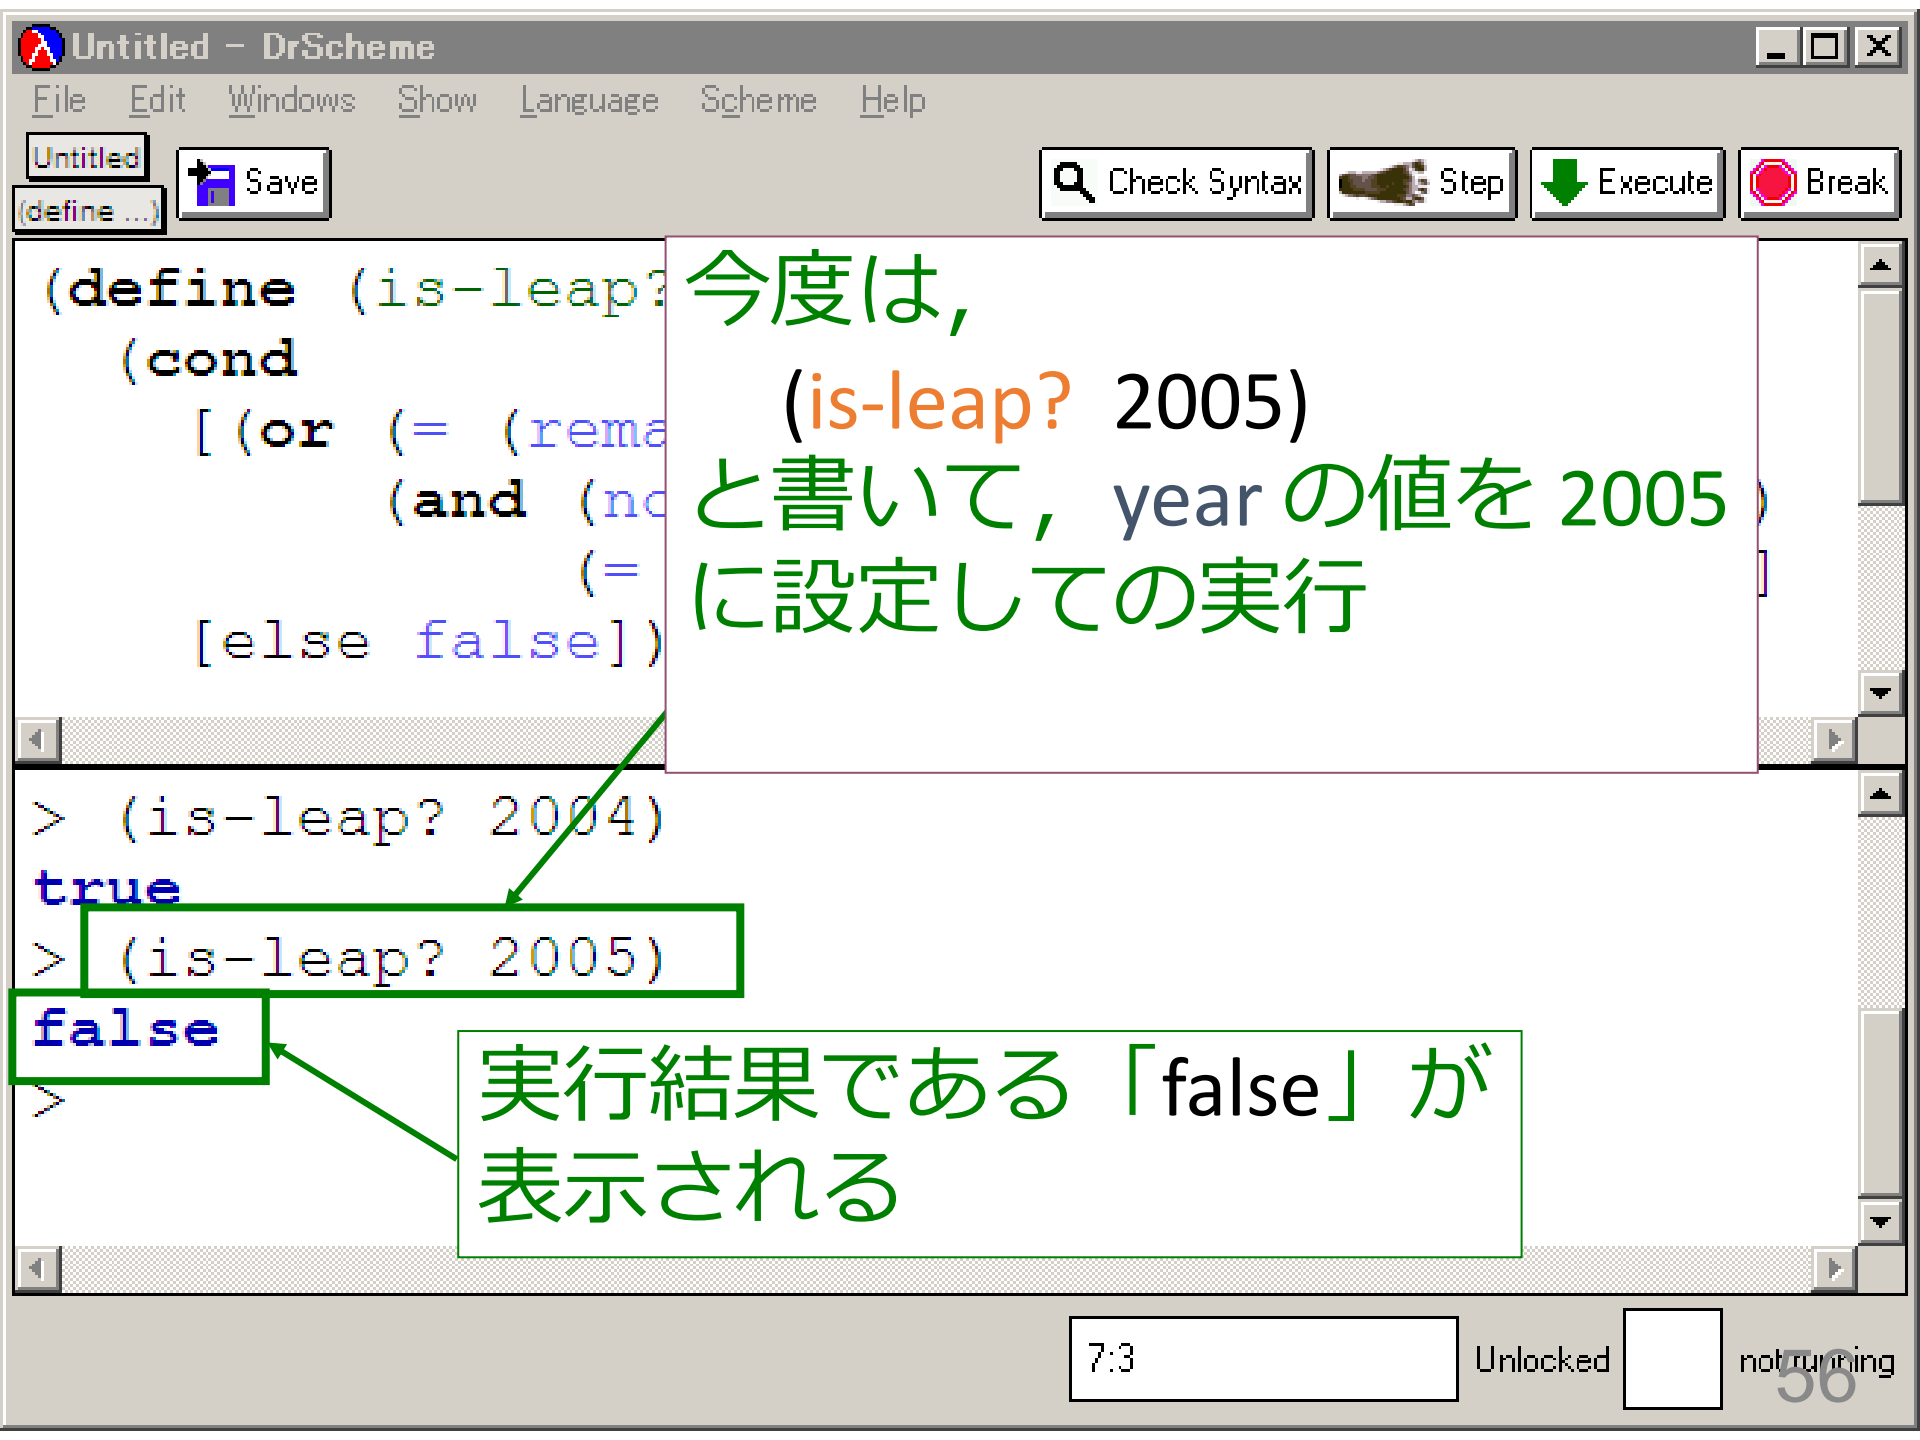 Untitled - DrScheme
File Edit Windows Show Language Scheme Help
Untitled
(define ...)
Save
Check Syntax
Step
Execute
Break
(define (is-leap?
(cond
[(or (= (rema
(and (no
(=
]
[else false])
今度は,
(is-leap? 2005)
と書いて, year の値を 2005
に設定しての実行
> (is-leap? 2004)
true
> (is-leap? 2005)
false
>
実行結果である「false」が
表示される
7:3
Unlocked
not running
56